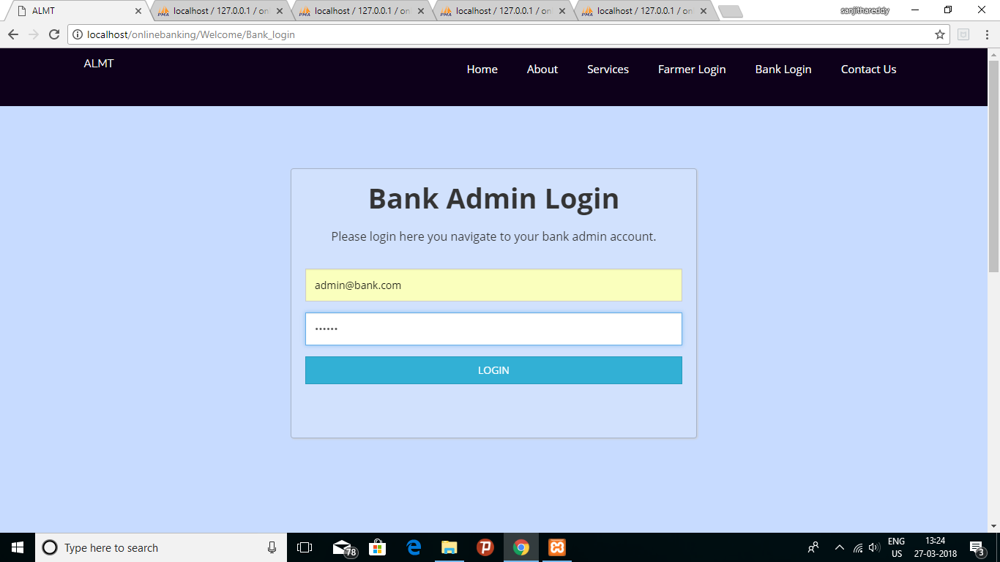 ALMT
localhost / 127.0.0.1 / on
localhost / 127.0.0.1 / on
localhost / 127.0.0.1 / on
localhost / 127.0.0.1 / on
sanjithareddy
localhost/onlinebanking/Welcome/Bank_login
ALMT
Home About Services Farmer Login Bank Login Contact Us
Bank Admin Login
Please login here you navigate to your bank admin account.
admin@bank.com
••••••
LOGIN
Type here to search
78
ENG
US
13:24
27-03-2018
3